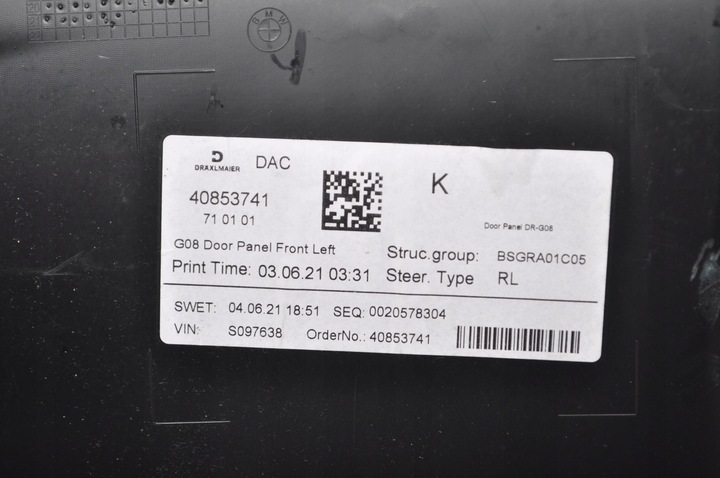 BMW
DRÄXLMAIER DAC
40853741
71 01 01
K
Door Panel DR-G08
G08 Door Panel Front Left
Struc.group: BSGRA01C05
Print Time: 03.06.21 03:31
Steer. Type RL
SWET: 04.06.21 18:51 SEQ: 0020578304
VIN: S097638 OrderNo.: 40853741